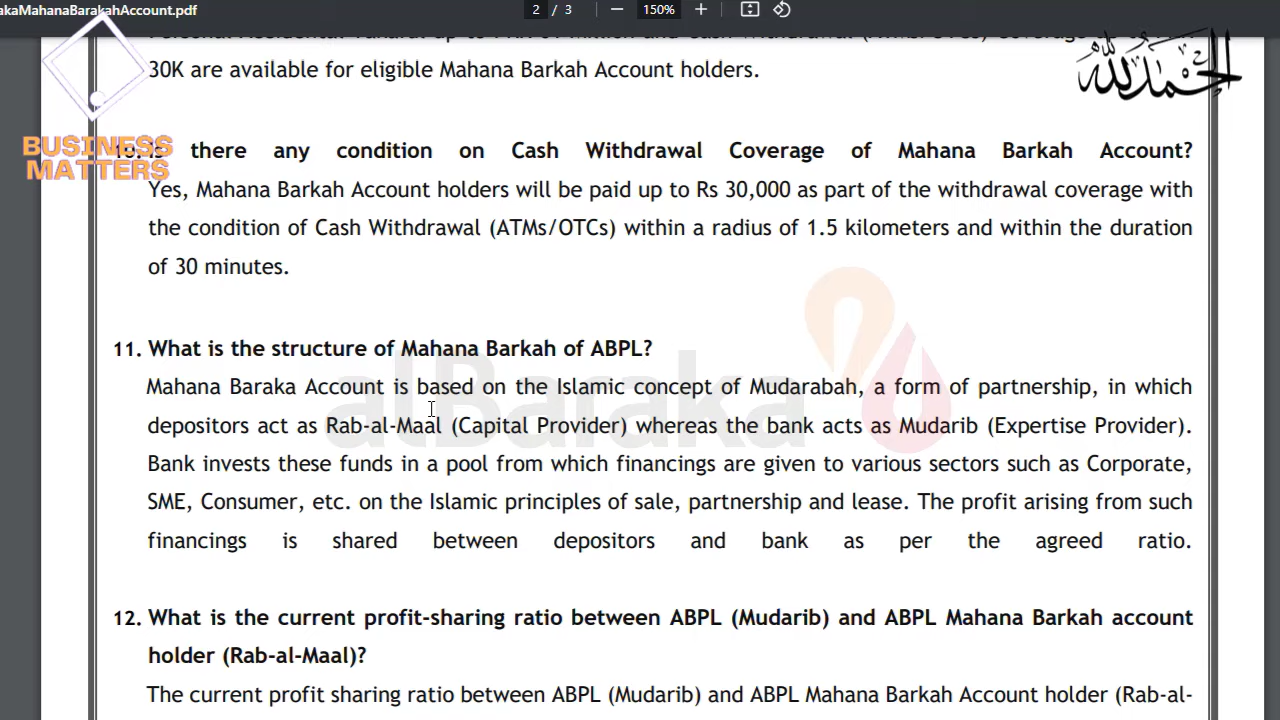 akaMahanaBarakahAccount.pdf
2 / 3
150%
الحمدلله
30K are available for eligible Mahana Barkah Account holders.
BUSINESS
MATTERS
10. Is there any condition on Cash Withdrawal Coverage of Mahana Barkah Account?
Yes, Mahana Barkah Account holders will be paid up to Rs 30,000 as part of the withdrawal coverage with
the condition of Cash Withdrawal (ATMs/OTCs) within a radius of 1.5 kilometers and within the duration
of 30 minutes.
11. What is the structure of Mahana Barkah of ABPL?
alBaraka
Mahana Baraka Account is based on the Islamic concept of Mudarabah, a form of partnership, in which
depositors act as Rab-al-Maal (Capital Provider) whereas the bank acts as Mudarib (Expertise Provider).
Bank invests these funds in a pool from which financings are given to various sectors such as Corporate,
SME, Consumer, etc. on the Islamic principles of sale, partnership and lease. The profit arising from such
financings is shared between depositors and bank as per the agreed ratio.
12. What is the current profit-sharing ratio between ABPL (Mudarib) and ABPL Mahana Barkah account
holder (Rab-al-Maal)?
The current profit sharing ratio between ABPL (Mudarib) and ABPL Mahana Barkah Account holder (Rab-al-